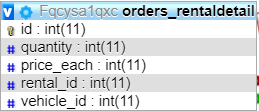 Fqcysa1qxc orders_rentaldetail
id : int(11)
# quantity : int(11)
# price_each : int(11)
# rental_id : int(11)
# vehicle_id : int(11)